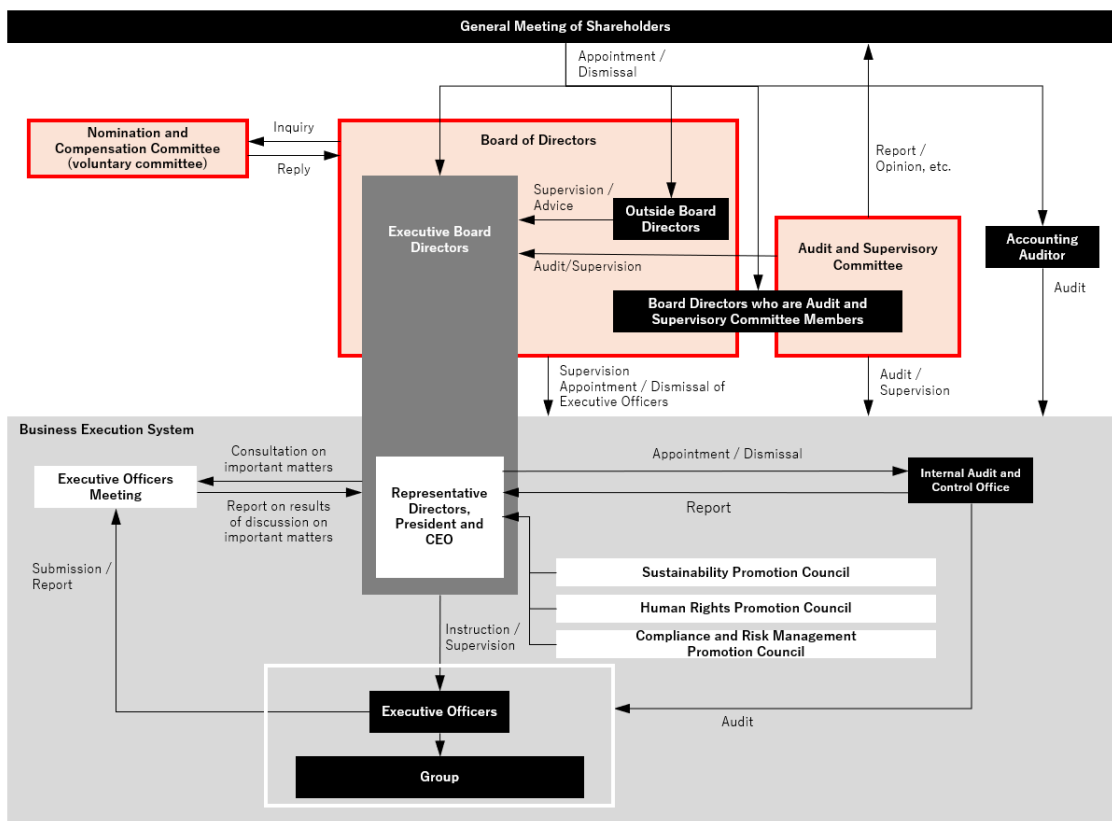 General Meeting of Shareholders
Appointment /
Dismissal
Nomination and
Compensation Committee
(voluntary committee)
Inquiry
Reply
Board of Directors
Report /
Opinion, etc.
Executive Board
Directors
Supervision /
Advice
Outside Board
Directors
Audit/Supervision
Audit and Supervisory
Committee
Accounting
Auditor
Audit
Board Directors who are Audit and
Supervisory Committee Members
Supervision
Appointment / Dismissal of
Executive Officers
Audit /
Supervision
Business Execution System
Consultation on
important matters
Executive Officers
Meeting
Report on results
of discussion on
important matters
Representative
Directors,
President and
CEO
Appointment / Dismissal
Report
Internal Audit and
Control Office
Submission /
Report
Sustainability Promotion Council
Human Rights Promotion Council
Compliance and Risk Management
Promotion Council
Instruction /
Supervision
Executive Officers
Audit
Group